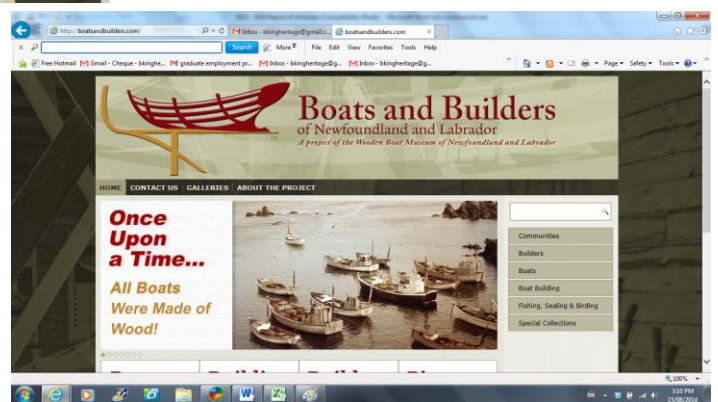 http://boatsandbuilders.com/
M Inbox - bkingheritage@gmail.c...
boatsandbuilders.com
Search
More
File Edit View Favorites Tools Help
Free Hotmail
Gmail - Cheque - bkinghe...
graduate employment pr...
Inbox - bkingheritage@g...
Inbox - bkingheritage@g...
Page Safety Tools
Boats and Builders
of Newfoundland and Labrador
A project of the Wooden Boat Museum of Newfoundland and Labrador
HOME CONTACT US GALLERIES ABOUT THE PROJECT
Once
Upon
a Time...
All Boats
Were Made of
Wood!
Communities
Builders
Boats
Boat Building
Fishing, Sealing & Birding
Special Collections
100%
3:10 PM
15/08/2014